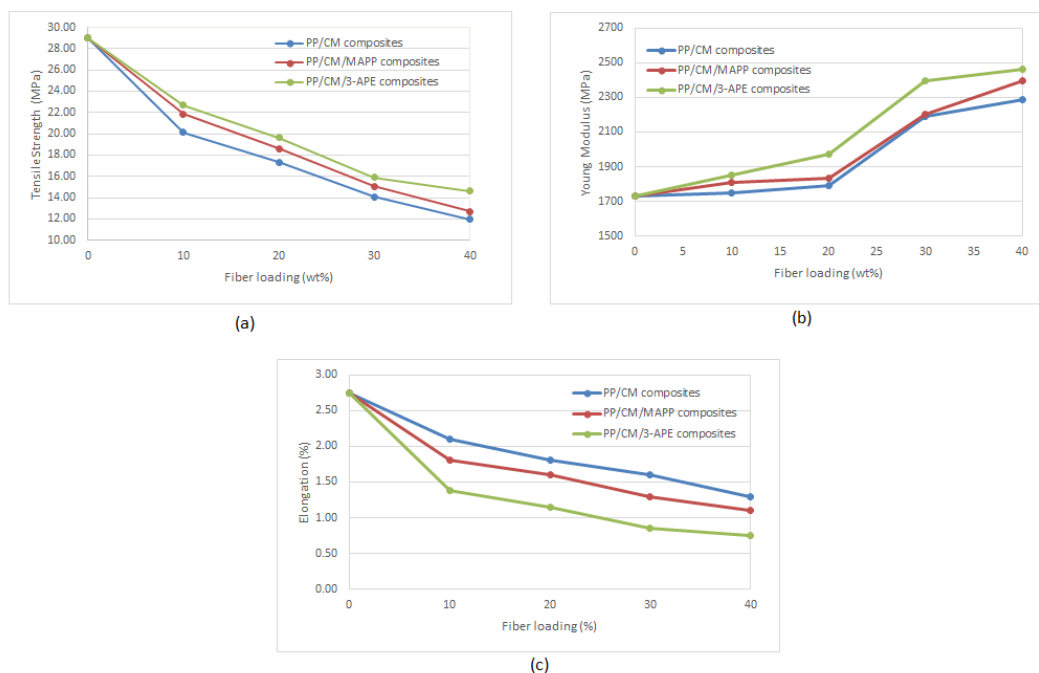 30.00
28.00
26.00
24.00
22.00
20.00
18.00
16.00
14.00
12.00
10.00
Tensile Strength (MPa)
PP/CM composites
PP/CM/MAPP composites
PP/CM/3-APE composites
0 10 20 30 40
Fiber loading (wt%)
(a)
2700
2500
2300
2100
1900
1700
1500
Young Modulus (MPa)
PP/CM composites
PP/CM/MAPP composites
PP/CM/3-APE composites
0 5 10 15 20 25 30 35 40
Fiber loading (wt%)
(b)
3.00
2.50
2.00
1.50
1.00
0.50
0.00
Elongation (%)
PP/CM composites
PP/CM/MAPP composites
PP/CM/3-APE composites
0 10 20 30 40
Fiber loading (%)
(c)